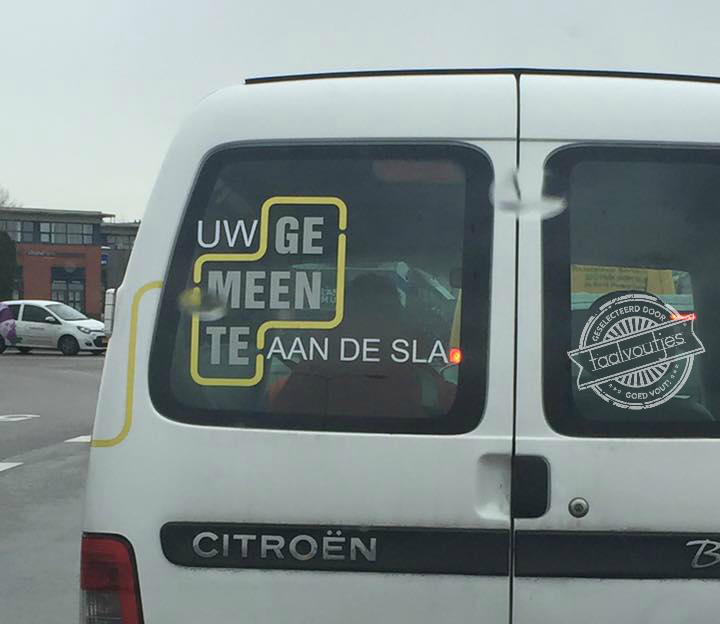 UW GE
MEEN
TE AAN DE SLA
CITROËN
B
GESELECTEERD DOOR
taalvoutjes
GOED VOUT!